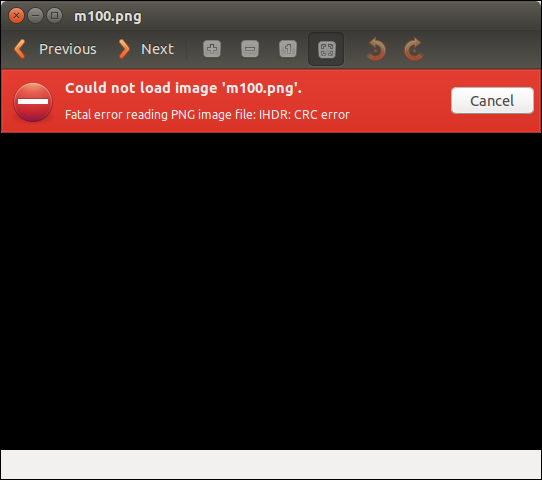 m100.png
Previous Next
Could not load image 'm100.png'.
Fatal error reading PNG image file: IHDR: CRC error
Cancel